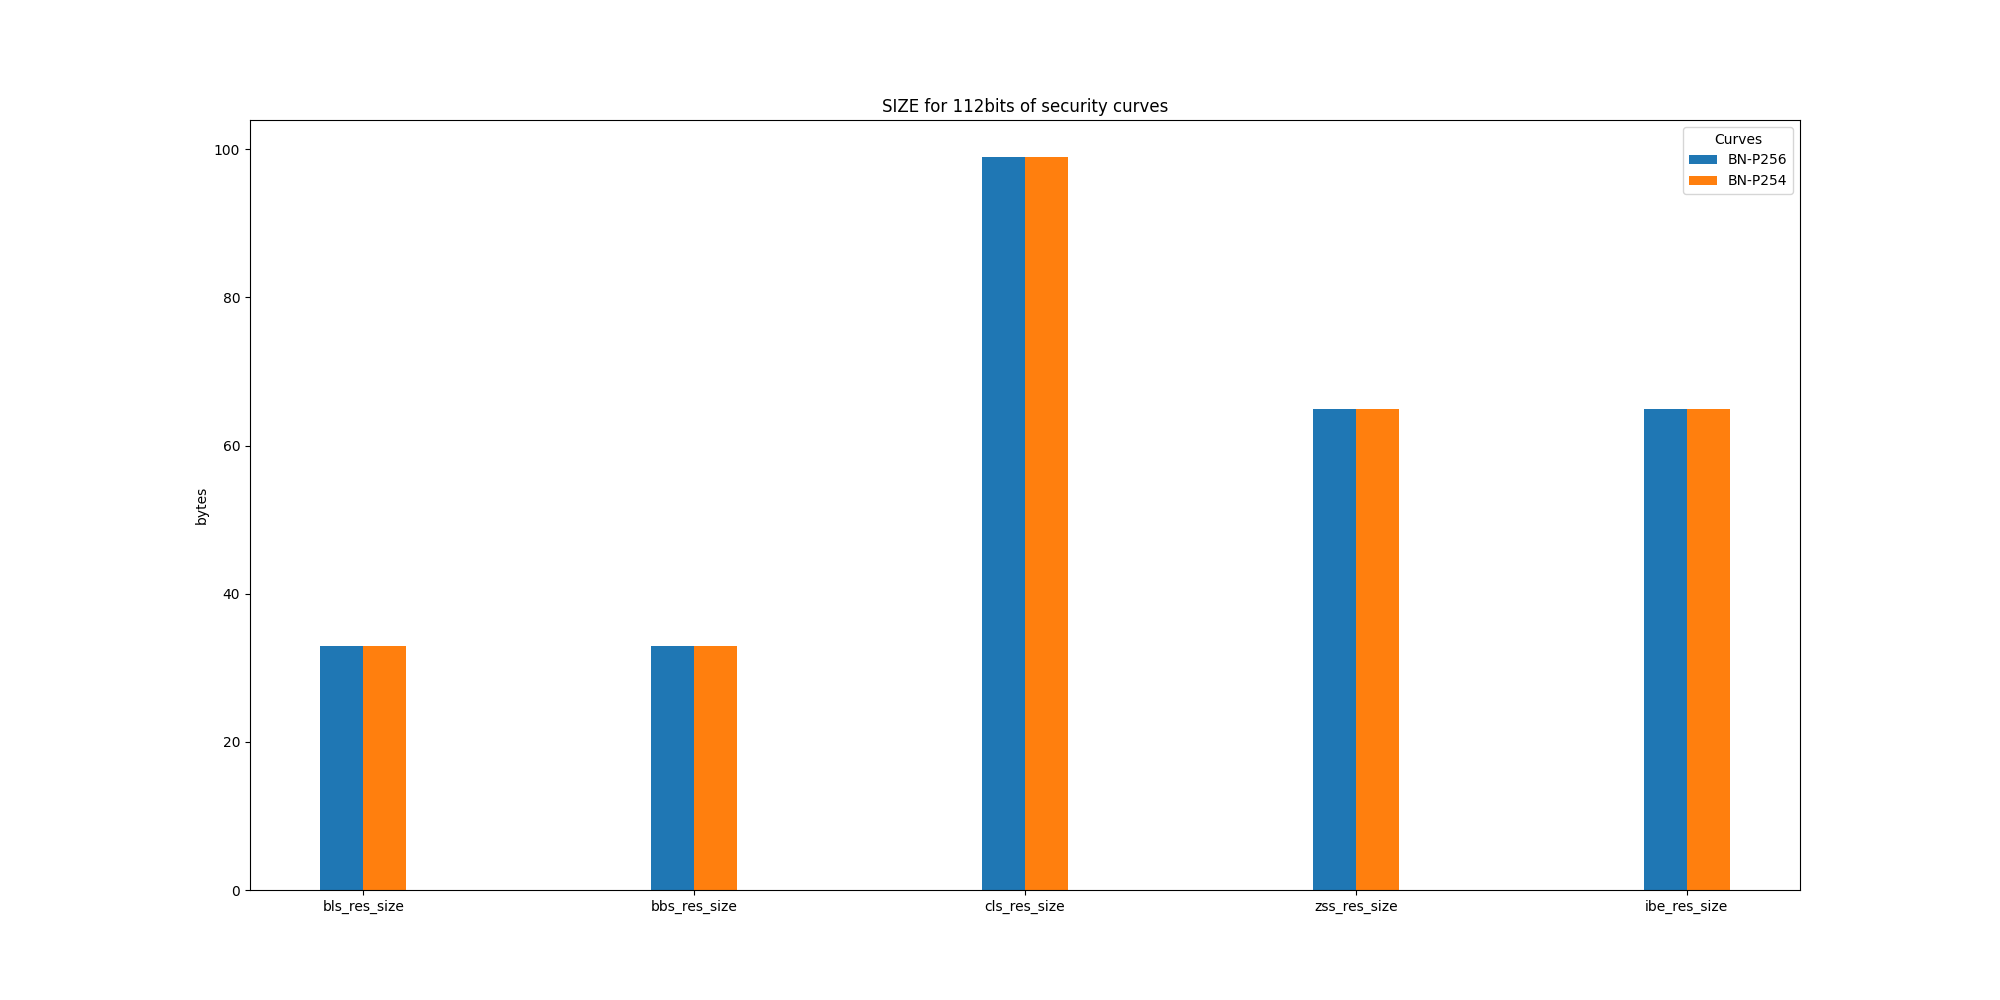 SIZE for 112bits of security curves
Curves
BN-P256
BN-P254
100
80
60
40
20
0
bytes
bls_res_size
bbs_res_size
cls_res_size
zss_res_size
ibe_res_size